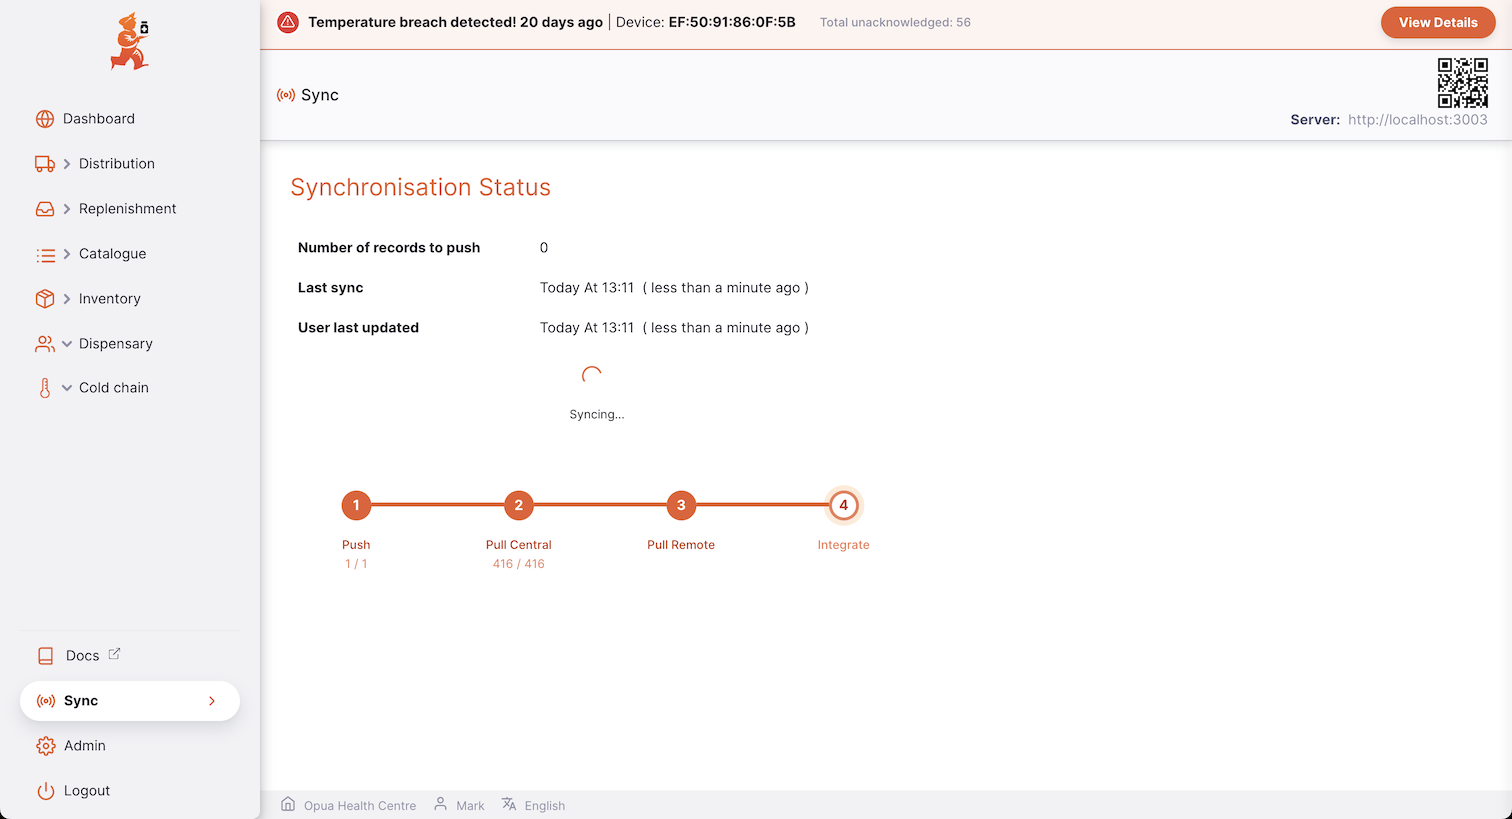 Temperature breach detected! 20 days ago | Device: EF:50:91:86:0F:5B Total unacknowledged: 56 View Details
Sync
Server: http://localhost:3003
Dashboard
Distribution
Replenishment
Catalogue
Inventory
Dispensary
Cold chain
Docs
Sync
Admin
Logout
Synchronisation Status
Number of records to push 0
Last sync Today At 13:11 ( less than a minute ago )
User last updated Today At 13:11 ( less than a minute ago )
Syncing...
1 2 3 4
Push Pull Central Pull Remote Integrate
1 / 1 416 / 416
Opua Health Centre Mark English